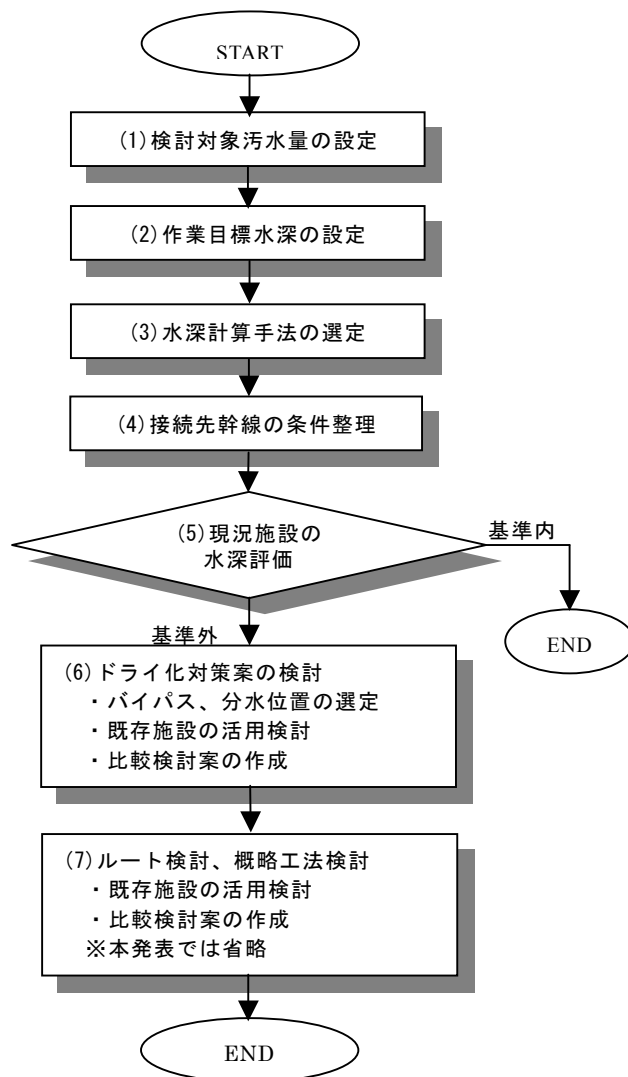 START
(1)検討対象汚水量の設定
(2)作業目標水深の設定
(3)水深計算手法の選定
(4)接続先幹線の条件整理
(5)現況施設の
水深評価
基準内
END
基準外
(6)ドライ化対策案の検討
・バイパス、分水位置の選定
・既存施設の活用検討
・比較検討案の作成
(7)ルート検討、概略工法検討
・既存施設の活用検討
・比較検討案の作成
※本発表では省略
END